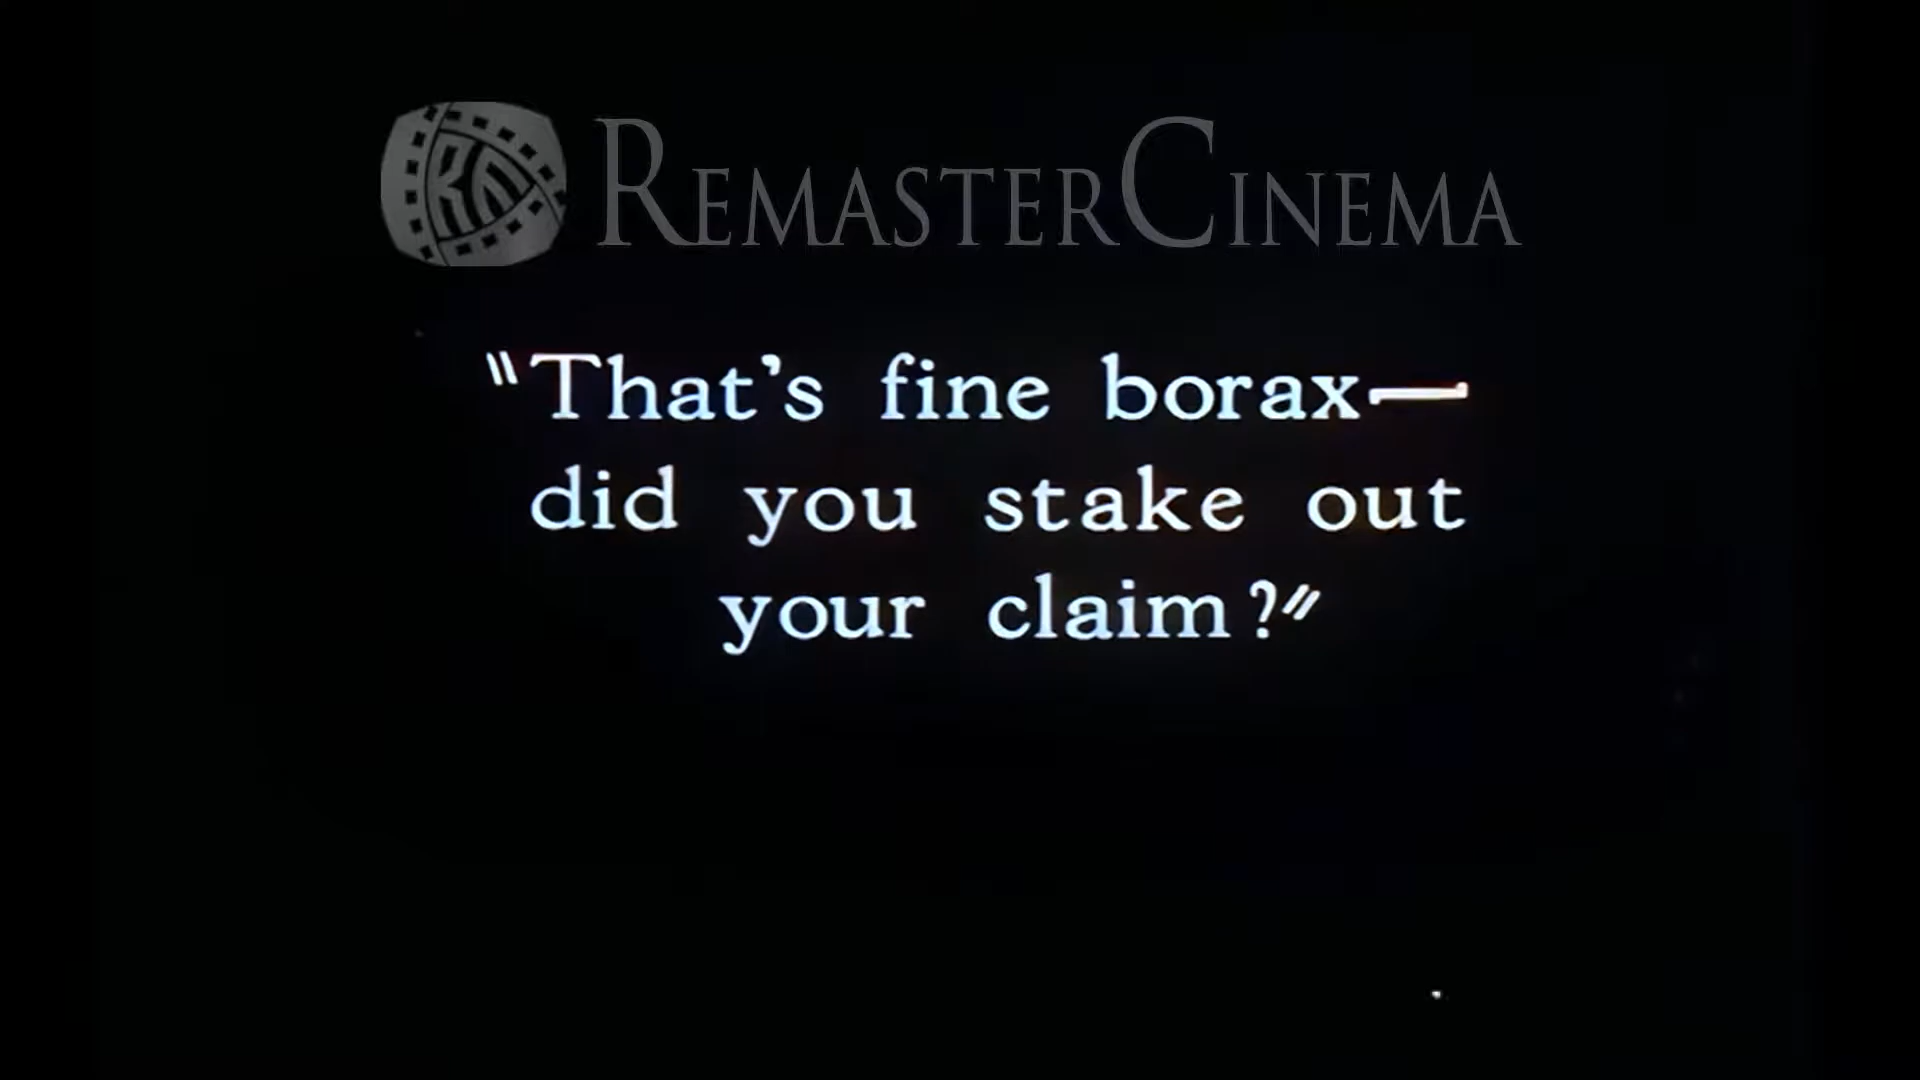 REMASTERCINEMA
"That's fine borax—
did you stake out
your claim?"